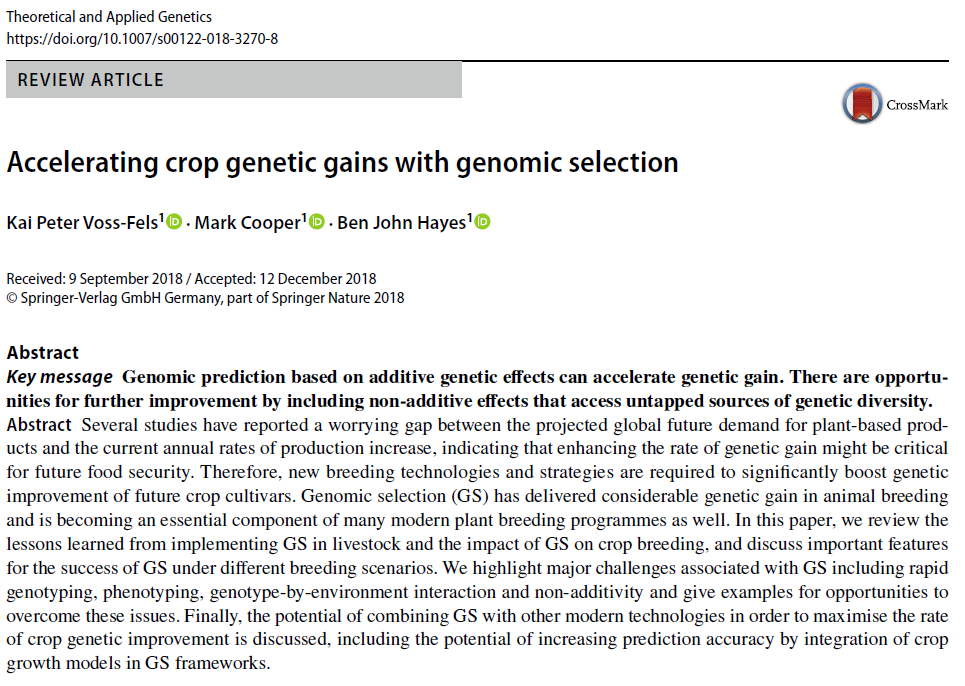 Theoretical and Applied Genetics
https://doi.org/10.1007/s00122-018-3270-8
REVIEW ARTICLE
CrossMark
Accelerating crop genetic gains with genomic selection
Kai Peter Voss-Fels1 iD · Mark Cooper1 iD · Ben John Hayes1 iD
Received: 9 September 2018 / Accepted: 12 December 2018
© Springer-Verlag GmbH Germany, part of Springer Nature 2018
Abstract
Key message Genomic prediction based on additive genetic effects can accelerate genetic gain. There are opportu-
nities for further improvement by including non-additive effects that access untapped sources of genetic diversity.
Abstract Several studies have reported a worrying gap between the projected global future demand for plant-based prod-
ucts and the current annual rates of production increase, indicating that enhancing the rate of genetic gain might be critical
for future food security. Therefore, new breeding technologies and strategies are required to significantly boost genetic
improvement of future crop cultivars. Genomic selection (GS) has delivered considerable genetic gain in animal breeding
and is becoming an essential component of many modern plant breeding programmes as well. In this paper, we review the
lessons learned from implementing GS in livestock and the impact of GS on crop breeding, and discuss important features
for the success of GS under different breeding scenarios. We highlight major challenges associated with GS including rapid
genotyping, phenotyping, genotype-by-environment interaction and non-additivity and give examples for opportunities to
overcome these issues. Finally, the potential of combining GS with other modern technologies in order to maximise the rate
of crop genetic improvement is discussed, including the potential of increasing prediction accuracy by integration of crop
growth models in GS frameworks.